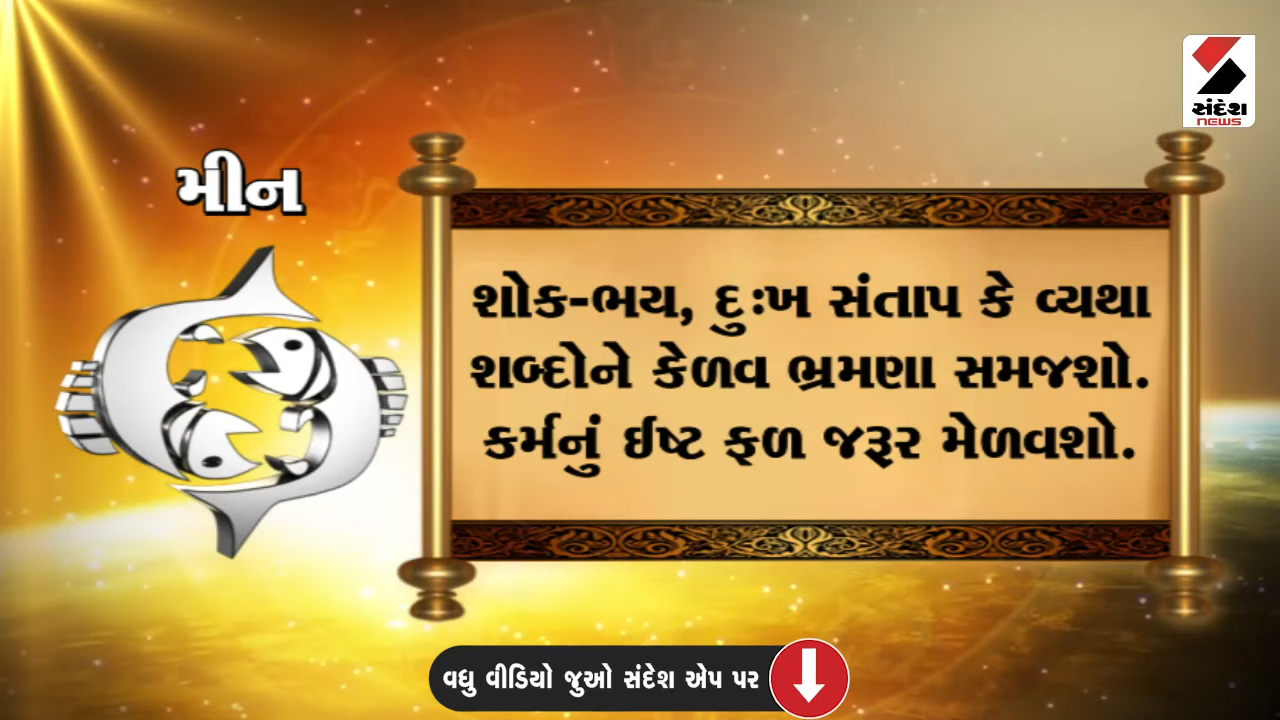 સંદેશ
NEWS
મીન
શોક-ભય, દુઃખ સંતાપ કે વ્યથા
શબ્દોને કેળવ ભ્રમણા સમજશો.
કર્મનું ઈષ્ટ ફળ જરૂર મેળવશો.
વધુ વીડિયો જુઓ સંદેશ એપ પર